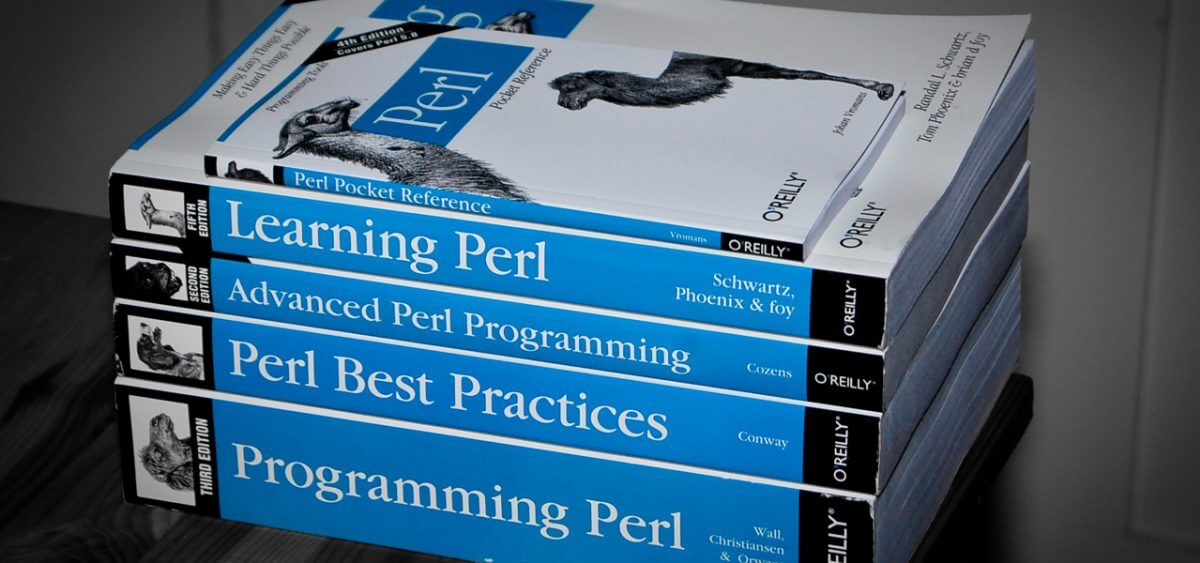 Making Easy Things Easy
& Hard Things Possible
4th Edition
Covers Perl 5.8
Programming Tools
Perl
Pocket Reference
Johan Vromans
O'REILLY®
Randal L. Schwartz,
Tom Phoenix & brian d foy
O'REILLY®
Perl Pocket Reference
Vromans
O'REILLY®
FIFTH
EDITION
Learning Perl
Schwartz,
Phoenix & foy
O'REILLY®
SECOND
EDITION
Advanced Perl Programming
Cozens
O'REILLY®
Perl Best Practices
Conway
O'REILLY®
THIRD EDITION
Programming Perl
Wall,
Christiansen
&
EILLY®